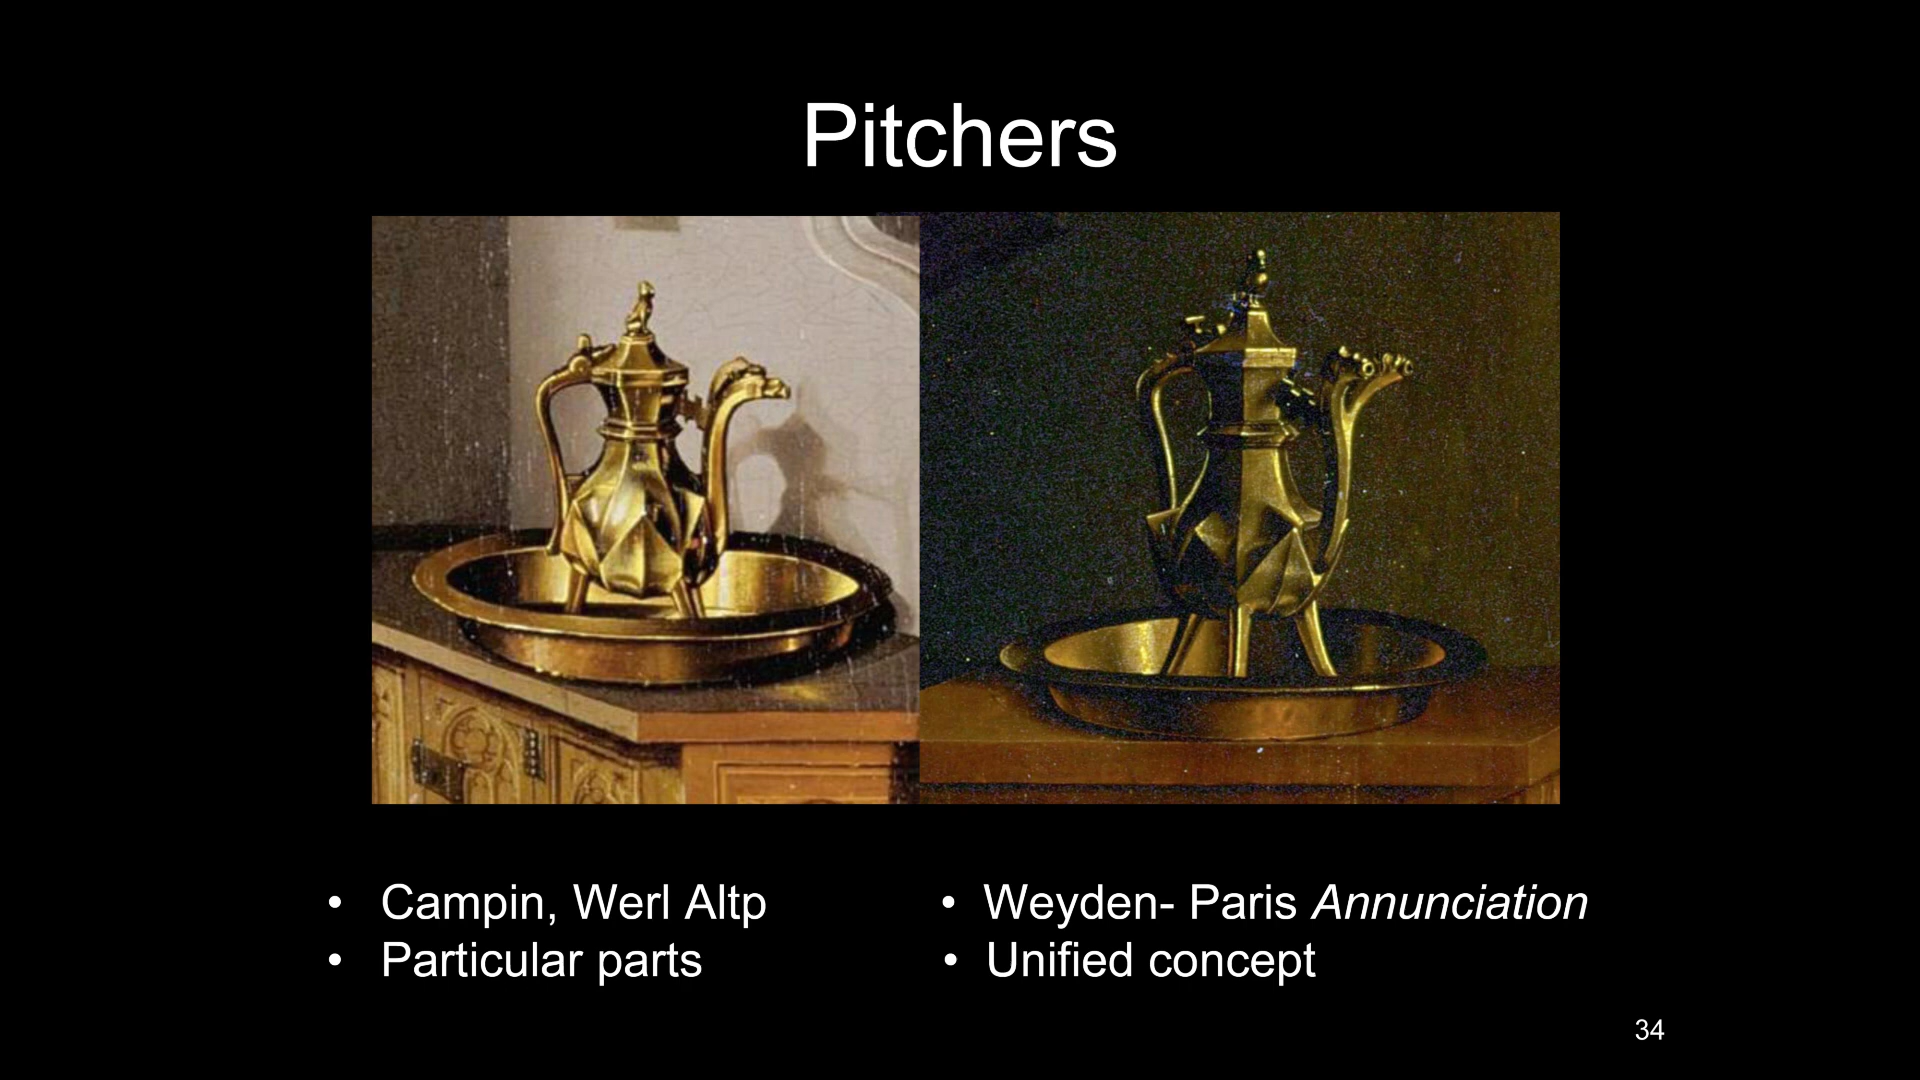 Pitchers
• Campin, Werl Altp
• Particular parts
• Weyden- Paris Annunciation
• Unified concept
34